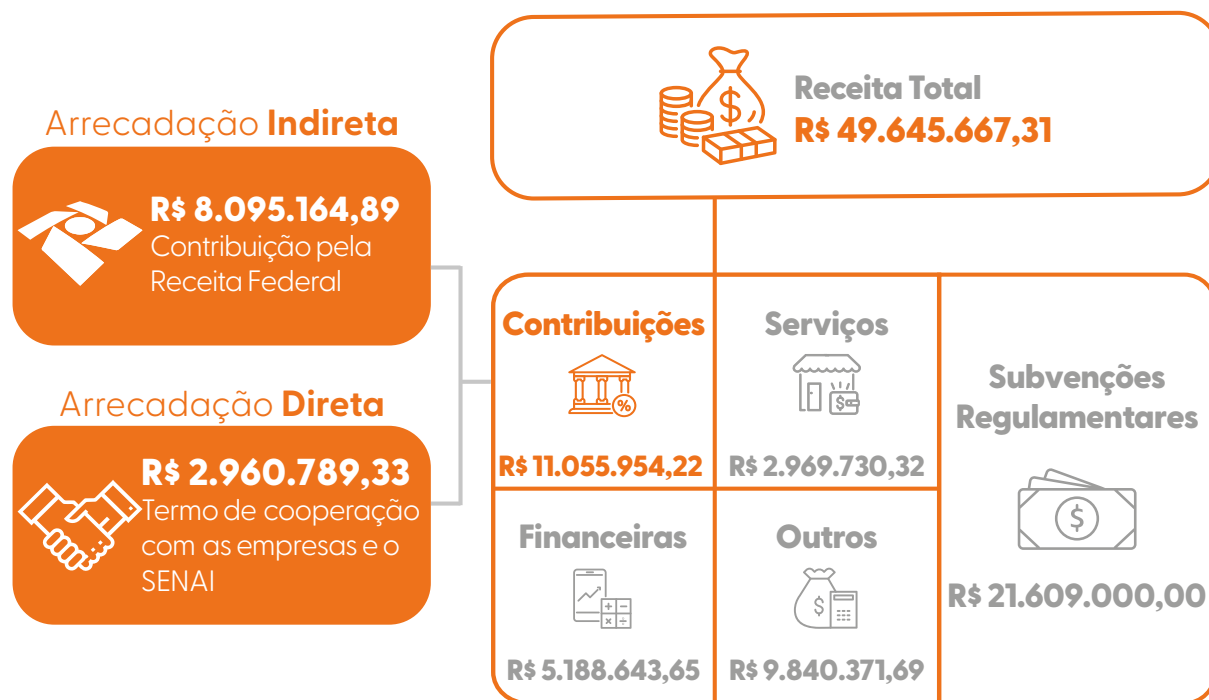 Receita Total
R$ 49.645.667,31
Arrecadação Indireta
R$ 8.095.164,89
Contribuição pela
Receita Federal
Arrecadação Direta
R$ 2.960.789,33
Termo de cooperação
com as empresas e o
SENAI
Contribuições
%
R$ 11.055.954,22
Serviços
$
R$ 2.969.730,32
Financeiras
R$ 5.188.643,65
Outros
$
R$ 9.840.371,69
Subvenções
Regulamentares
$
R$ 21.609.000,00